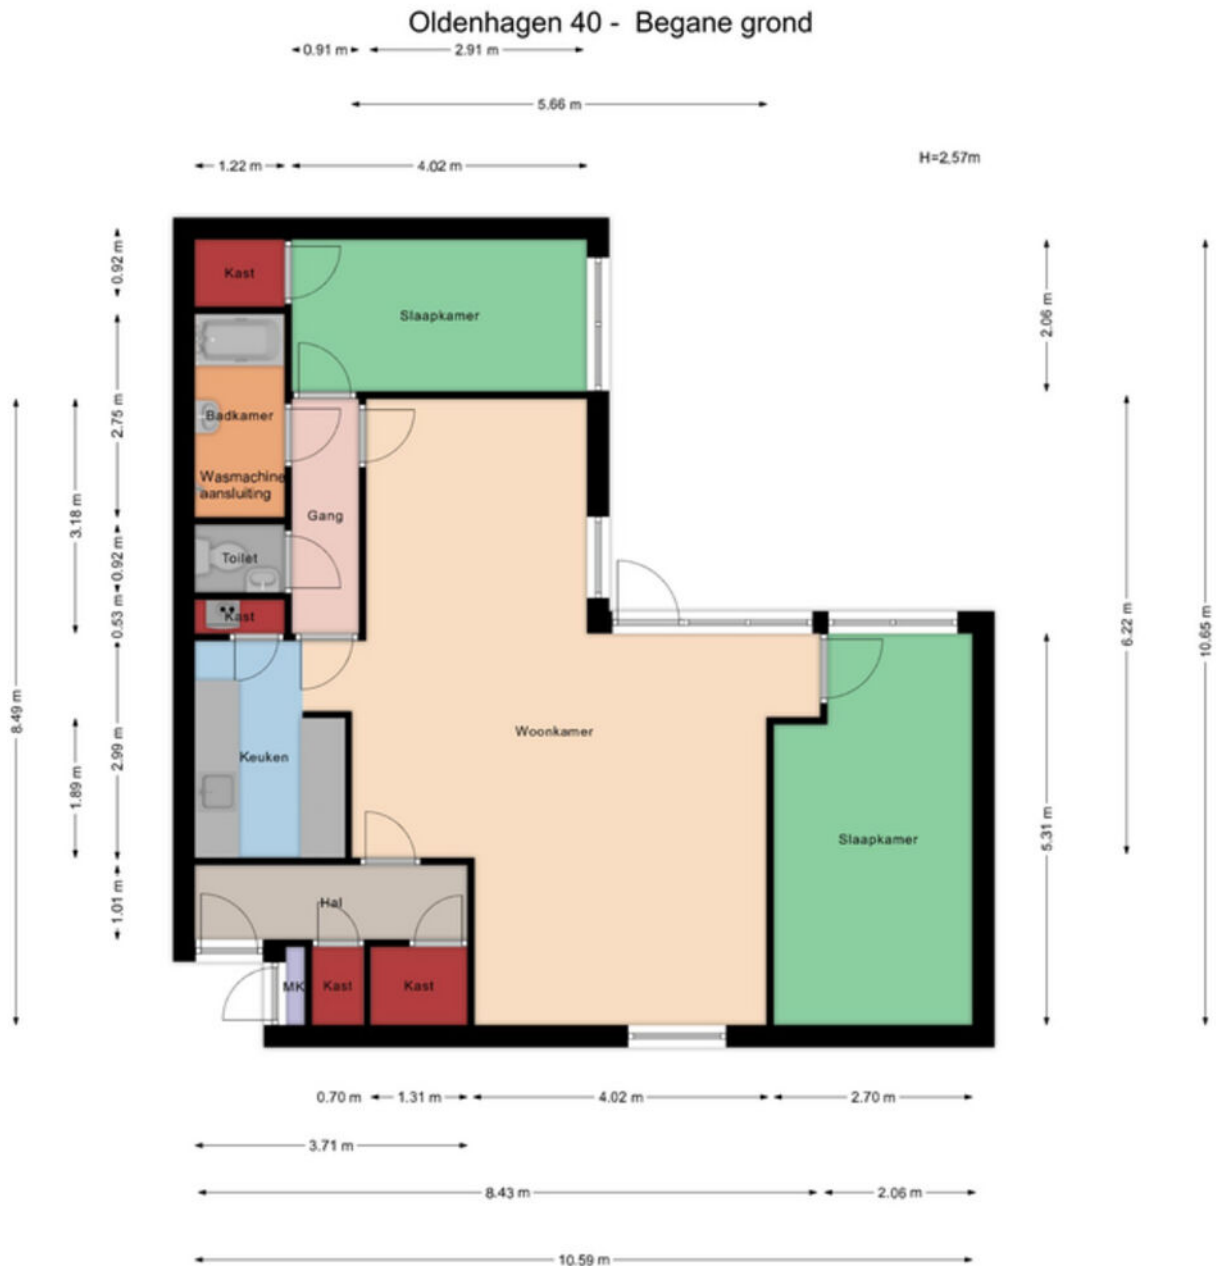 Oldenhagen 40 - Begane grond
0.91 m
2.91 m
5.66 m
1.22 m
4.02 m
H=2,57m
0.92 m
2.06 m
Kast
Slaapkamer
2.75 m
Badkamer
Wasmachine
aansluiting
3.18 m
Gang
0.92 m
Toilet
0.53 m
Kast
6.22 m
10.65 m
8.49 m
Woonkamer
2.99 m
Keuken
1.89 m
Slaapkamer
5.31 m
1.01 m
Hal
MK
Kast
Kast
0.70 m
1.31 m
4.02 m
2.70 m
3.71 m
8.43 m
2.06 m
10.59 m